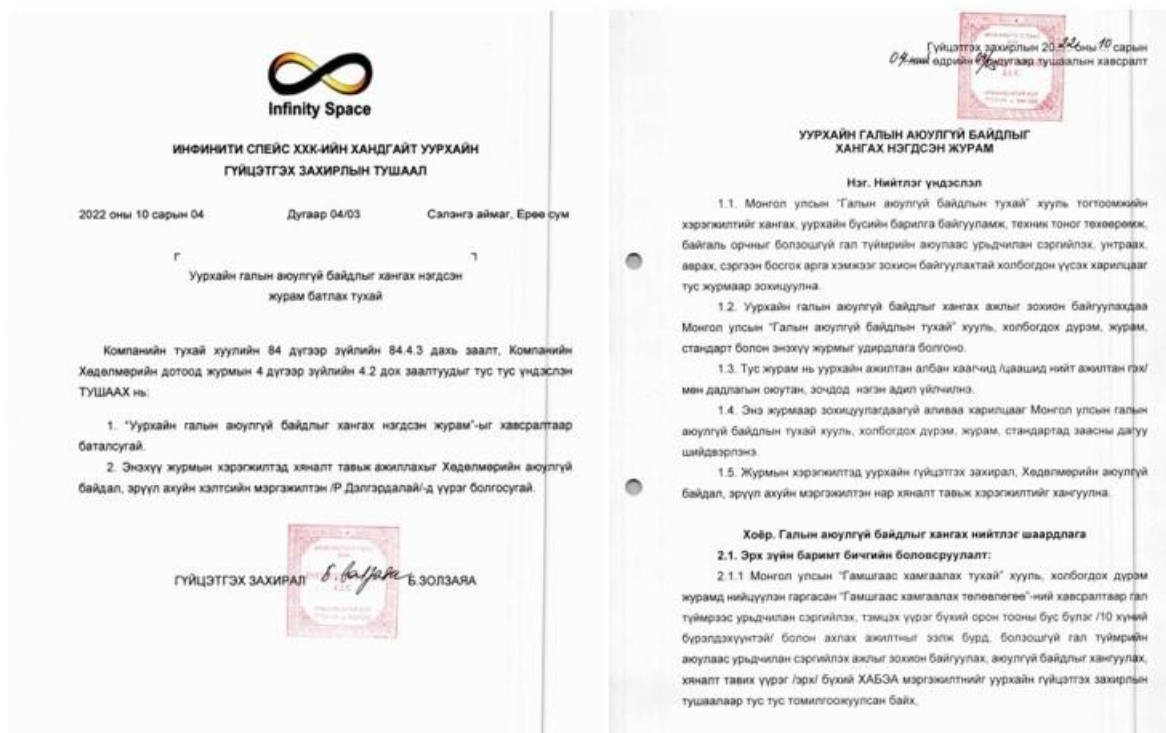 Infinity Space
ИНФИНИТИ СПЕЙС ХХК-ИЙН ХАНДГАЙТ УУРХАЙН
ГҮЙЦЭТГЭХ ЗАХИРЛЫН ТУШААЛ
2022 оны 10 сарын 04 Дугаар 04/03 Сэлэнгэ аймаг, Ерөө сум
Уурхайн галын аюулгүй байдлыг хангах нэгдсэн
журам батлах тухай
Компанийн тухай хуулийн 84 дүгээр зүйлийн 84.4.3 дахь заалт, Компанийн
Хөдөлмөрийн дотоод журмын 4 дүгээр зүйлийн 4.2 дох заалтуудыг тус тус үндэслэн
ТУШААХ нь:
1. "Уурхайн галын аюулгүй байдлыг хангах нэгдсэн журам"-ыг хавсралтаар
баталсугай.
2. Энэхүү журмын хэрэгжилтэд хяналт тавьж ажиллахыг Хөдөлмөрийн аюулгүй
байдал, эрүүл ахуйн хэлтсийн мэргэжилтэн /Р.Дэлгэрдалай/-д үүрэг болгосугай.
ГҮЙЦЭТГЭХ ЗАХИРАЛ Б.ЗОЛЗАЯА
Гүйцэтгэх захирлын 2022 оны 10 сарын
04-ний өдрийн дугаар тушаалын хавсралт
УУРХАЙН ГАЛЫН АЮУЛГҮЙ БАЙДЛЫГ
ХАНГАХ НЭГДСЭН ЖУРАМ
Нэг. Нийтлэг үндэслэл
1.1. Монгол улсын "Галын аюулгүй байдлын тухай" хууль тогтоомжийн
хэрэгжилтийг хангах, уурхайн бүсийн барилга байгууламж, техник тоног төхөөрөмж,
байгаль орчныг болзошгүй гал түймрийн аюулаас урьдчилан сэргийлэх, унтраах,
аврах, сэргээн босгох арга хэмжээг зохион байгуулахтай холбогдон үүсэх харилцааг
тус журмаар зохицуулна.
1.2. Уурхайн галын аюулгүй байдлыг хангах ажлыг зохион байгуулахдаа
Монгол улсын "Галын аюулгүй байдлын тухай" хууль, холбогдох дүрэм, журам,
стандарт болон энэхүү журмыг удирдлага болгоно.
1.3. Тус журам нь уурхайн ажилтан албан хаагчид /цаашид нийт ажилтан гэх/
мөн дадлагын оюутан, зочдод нэгэн адил үйлчилнэ.
1.4. Энэ журмаар зохицуулагдаагүй аливаа харилцааг Монгол улсын галын
аюулгүй байдлын тухай хууль, холбогдох дүрэм, журам, стандартад заасны дагуу
шийдвэрлэнэ.
1.5. Журмын хэрэгжилтэд уурхайн гүйцэтгэх захирал, Хөдөлмөрийн аюулгүй
байдал, эрүүл ахуйн мэргэжилтэн нар хяналт тавьж хэрэгжилтийг хангуулна.
Хоёр. Галын аюулгүй байдлыг хангах нийтлэг шаардлага
2.1. Эрх зүйн баримт бичгийн боловсруулалт:
2.1.1 Монгол улсын "Гамшгаас хамгаалах тухай" хууль, холбогдох дүрэм
журамд нийцүүлэн гаргасан "Гамшгаас хамгаалах төлөвлөгөө"-ний хавсралтаар гал
түймрээс урьдчилан сэргийлэх, тэмцэх үүрэг бүхий орон тооны бус бүлэг /10 хүний
бүрэлдэхүүнтэй/ болон ахлах ажилтныг ээлж бүрд, болзошгүй гал түймрийн
аюулаас урьдчилан сэргийлэх ажлыг зохион байгуулах, аюулгүй байдлыг хангуулах,
хяналт тавих үүрэг /эрх/ бүхий ХАБЭА мэргэжилтнийг уурхайн гүйцэтгэх захирлын
тушаалаар тус тус томилгоожуулсан байх,